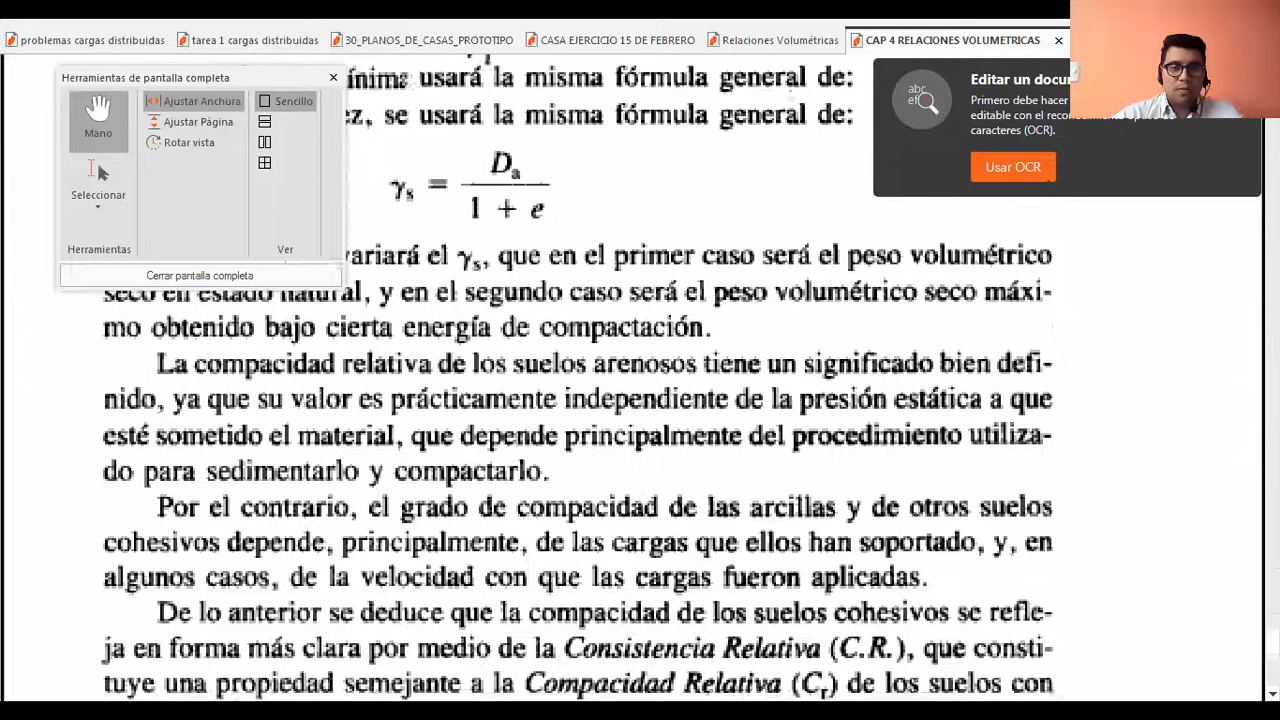 problemas cargas distribuidas
tarea 1 cargas distribuidas
30_PLANOS_DE_CASAS_PROTOTIPO
CASA EJERCICIO 15 DE FEBRERO
Relaciones Volumétricas
CAP 4 RELACIONES VOLUMETRICAS
Herramientas de pantalla completa
Mano
Seleccionar
Herramientas
Ajustar Anchura
Ajustar Página
Rotar vista
Sencillo
Ver
Cerrar pantalla completa
Editar un docu
Primero debe hacer
editable con el
caracteres (OCR).
Usar OCR
usará la misma fórmula general de:
ez, se usará la misma fórmula general de:
γs = Da / 1 + e
variará el γs, que en el primer caso será el peso volumétrico
seco en estado natural, y en el segundo caso será el peso volumétrico seco máxi-
mo obtenido bajo cierta energía de compactación.
La compacidad relativa de los suelos arenosos tiene un significado bien defi-
nido, ya que su valor es prácticamente independiente de la presión estática a que
esté sometido el material, que depende principalmente del procedimiento utiliza-
do para sedimentarlo y compactarlo.
Por el contrario, el grado de compacidad de las arcillas y de otros suelos
cohesivos depende, principalmente, de las cargas que ellos han soportado, y, en
algunos casos, de la velocidad con que las cargas fueron aplicadas.
De lo anterior se deduce que la compacidad de los suelos cohesivos se refle-
ja en forma más clara por medio de la Consistencia Relativa (C.R.), que consti-
tuye una propiedad semejante a la Compacidad Relativa (Cr) de los suelos con